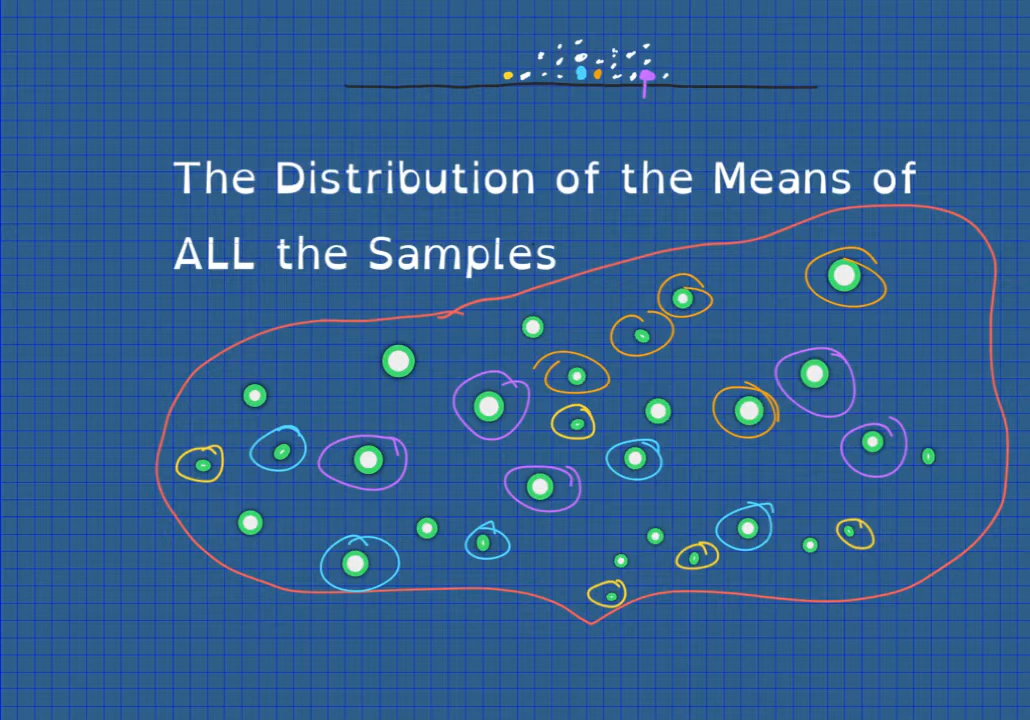 The Distribution of the Means of
ALL the Samples